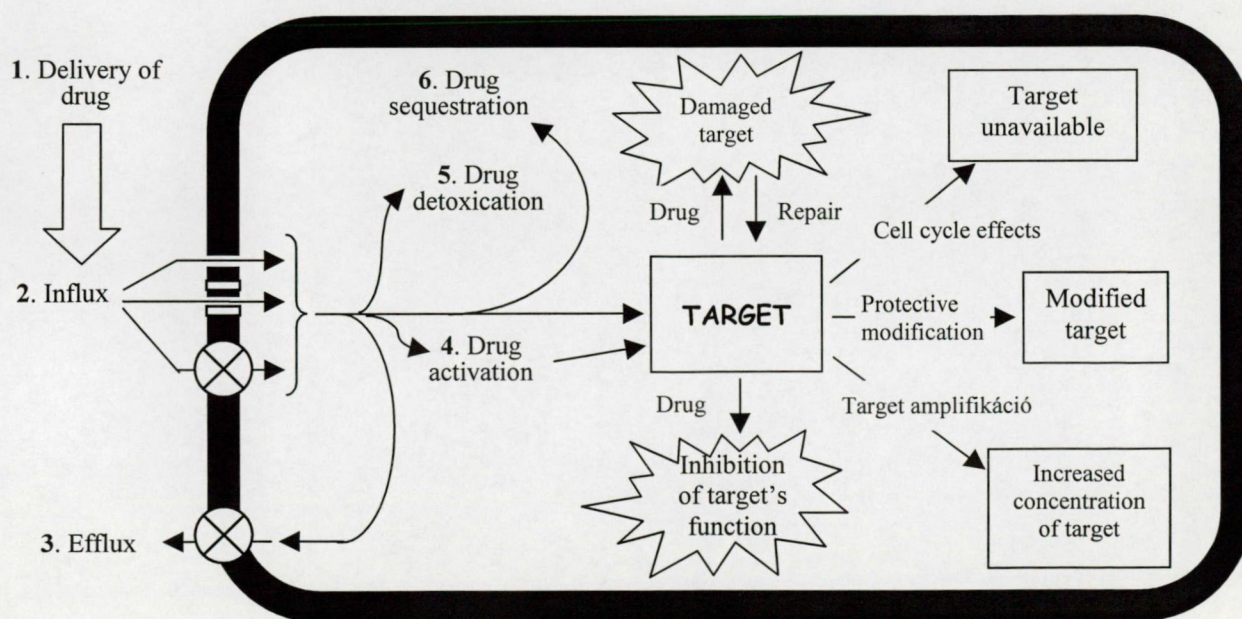 1. Delivery of
drug
2. Influx
3. Efflux
6. Drug
sequestration
5. Drug
detoxication
4. Drug
activation
Damaged
target
Drug
Repair
TARGET
Drug
Inhibition
of target's
function
Target
unavailable
Cell cycle effects
Protective
modification
Modified
target
Target amplifikáció
Increased
concentration
of target